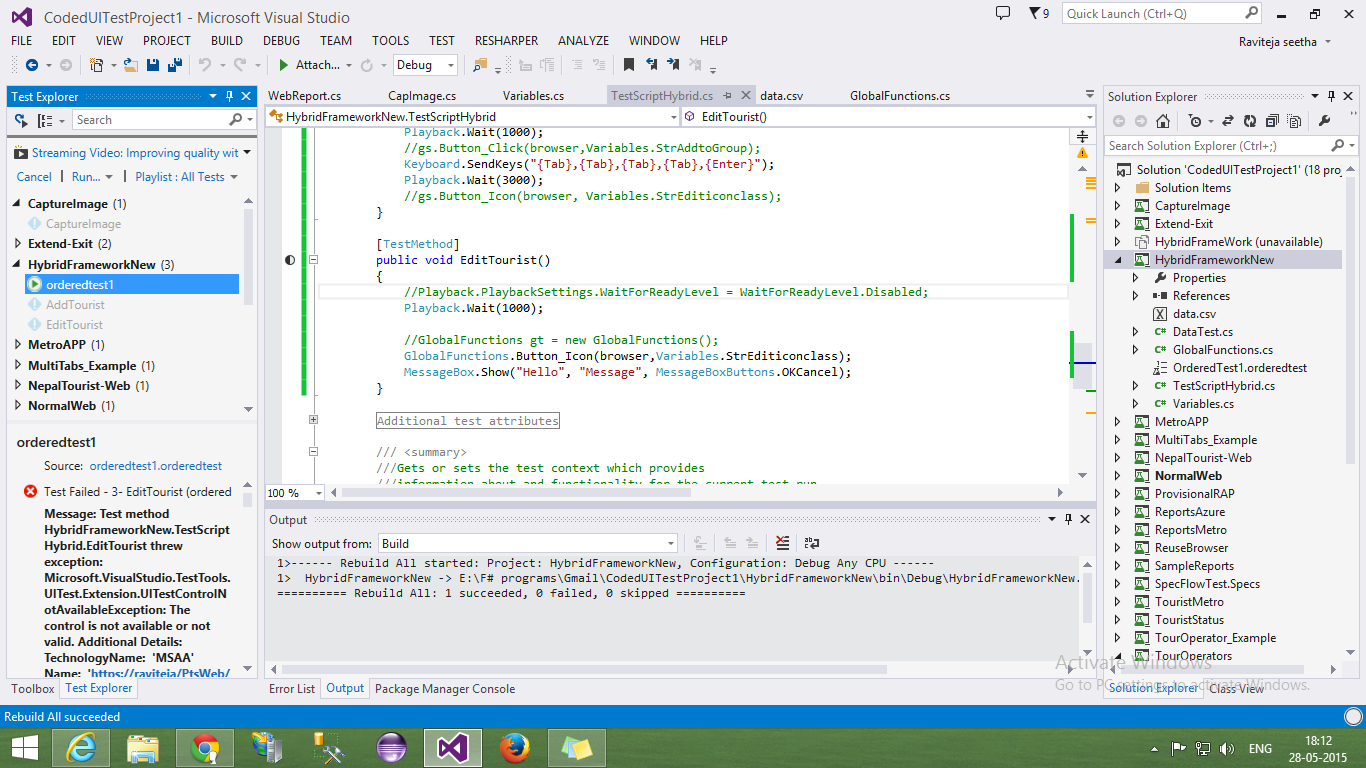 CodedUITestProject1 - Microsoft Visual Studio
9
Quick Launch (Ctrl+Q)
FILE EDIT VIEW PROJECT BUILD DEBUG TEAM TOOLS TEST RESHARPER ANALYZE WINDOW HELP
Raviteja seetha
Attach...
Debug
Test Explorer
Search
Streaming Video: Improving quality wit
Cancel Run... Playlist : All Tests
CaptureImage (1)
CaptureImage
Extend-Exit (2)
HybridFrameworkNew (3)
orderedtest1
AddTourist
EditTourist
MetroAPP (1)
MultiTabs_Example (1)
NepalTourist-Web (1)
NormalWeb (1)
orderedtest1
Source: orderedtest1.orderedtest
Test Failed - 3- EditTourist (ordered
Message: Test method
HybridFrameworkNew.TestScript
Hybrid.EditTourist threw
exception:
Microsoft.VisualStudio.TestTools.
UITest.Extension.UITestControlN
otAvailableException: The
control is not available or not
valid. Additional Details:
TechnologyName: 'MSAA'
Name: 'https://raviteja/PtsWeb/
Toolbox Test Explorer
WebReport.cs CapImage.cs Variables.cs TestScriptHybrid.cs data.csv GlobalFunctions.cs
HybridFrameworkNew.TestScriptHybrid
EditTourist()
Playback.Wait(1000);
//gs.Button_Click(browser,Variables.StrAddtoGroup);
Keyboard.SendKeys("{Tab},{Tab},{Tab},{Tab},{Enter}");
Playback.Wait(3000);
//gs.Button_Icon(browser, Variables.StrEditiconclass);
}
[TestMethod]
public void EditTourist()
{
//Playback.PlaybackSettings.WaitForReadyLevel = WaitForReadyLevel.Disabled;
Playback.Wait(1000);
//GlobalFunctions gt = new GlobalFunctions();
GlobalFunctions.Button_Icon(browser,Variables.StrEditiconclass);
MessageBox.Show("Hello", "Message", MessageBoxButtons.OKCancel);
}
Additional test attributes
/// <summary>
///Gets or sets the test context which provides
///information about and functionality for the current test run
100 %
Output
Show output from: Build
1>------ Rebuild All started: Project: HybridFrameworkNew, Configuration: Debug Any CPU ------
1> HybridFrameworkNew -> E:\F# programs\Gmail\CodedUITestProject1\HybridFrameworkNew\bin\Debug\HybridFrameworkNew.
========== Rebuild All: 1 succeeded, 0 failed, 0 skipped ==========
Error List Output Package Manager Console
Solution Explorer
Search Solution Explorer (Ctrl+;)
Solution 'CodedUITestProject1' (18 proj
Solution Items
CaptureImage
Extend-Exit
HybridFrameWork (unavailable)
HybridFrameworkNew
Properties
References
data.csv
C# DataTest.cs
C# GlobalFunctions.cs
OrderedTest1.orderedtest
C# TestScriptHybrid.cs
C# Variables.cs
MetroAPP
MultiTabs_Example
NepalTourist-Web
NormalWeb
ProvisionalRAP
ReportsAzure
ReportsMetro
ReuseBrowser
SampleReports
SpecFlowTest.Specs
TouristMetro
TouristStatus
TourOperator_Example
TourOperators
Activate Windows
Go to PC settings to activate Windows.
Solution Explorer Class View
Rebuild All succeeded
ENG
18:12
28-05-2015